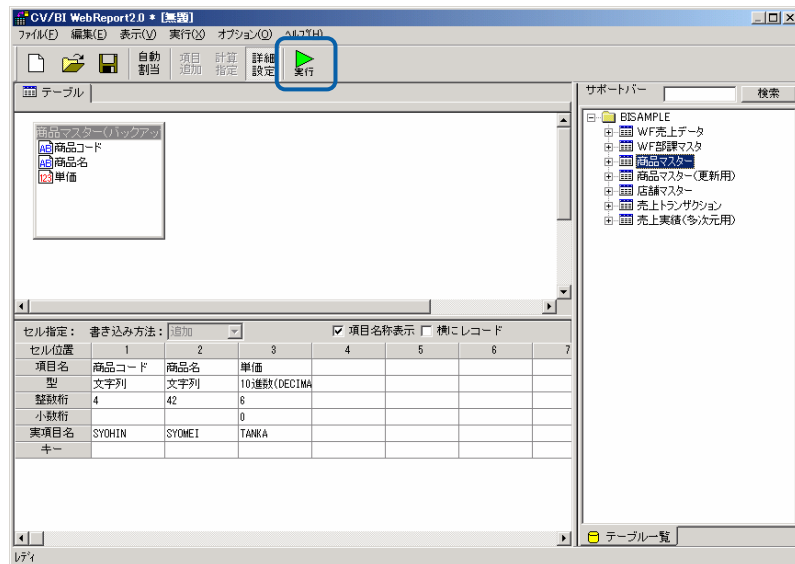 CV/BI WebReport2.0 * [無題]
ファイル(F) 編集(E) 表示(V) 実行(X) オプション(O) ヘルプ(H)
自動割当 項目追加 計算指定 詳細設定 実行
テーブル
サポートバー 検索
商品マスター(バックアッ
商品コード
商品名
単価
BISAMPLE
WF売上データ
WF部課マスタ
商品マスター
商品マスター(更新用)
店舗マスター
売上トランザクション
売上実績(多次元用)
セル指定: 書き込み方法: 追加 項目名称表示 横にレコード
セル位置 1 2 3 4 5 6 7
項目名 商品コード 商品名 単価
型 文字列 文字列 10進数(DECIMA
整数桁 4 42 6
小数桁 0
実項目名 SYOHIN SYOMEI TANKA
キー
テーブル一覧
レディ